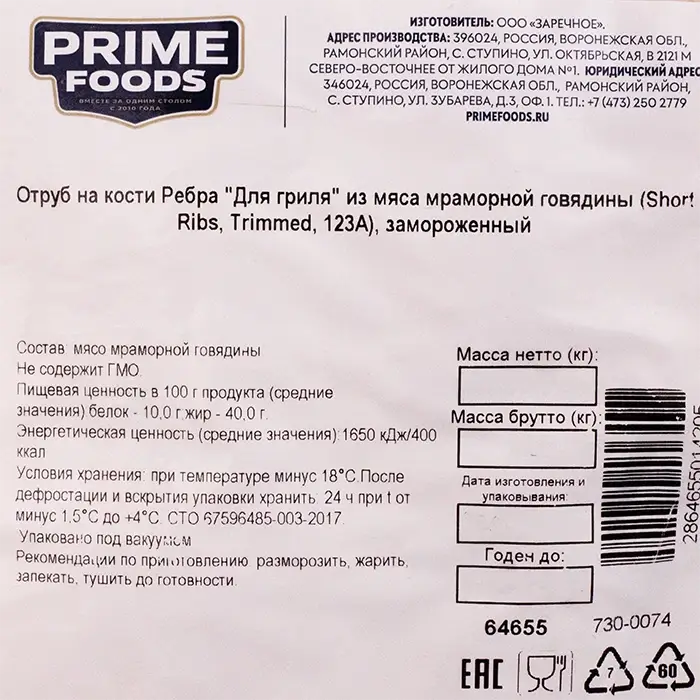 PRIME
FOODS
ВМЕСТЕ ЗА ОДНИМ СТОЛОМ
С 2010 ГОДА
ИЗГОТОВИТЕЛЬ: ООО «ЗАРЕЧНОЕ».
АДРЕС ПРОИЗВОДСТВА: 396024, РОССИЯ, ВОРОНЕЖСКАЯ ОБЛ.,
РАМОНСКИЙ РАЙОН, С. СТУПИНО, УЛ. ОКТЯБРЬСКАЯ, В 2121 М
СЕВЕРО-ВОСТОЧНЕЕ ОТ ЖИЛОГО ДОМА №1. ЮРИДИЧЕСКИЙ АДРЕС
346024, РОССИЯ, ВОРОНЕЖСКАЯ ОБЛ., РАМОНСКИЙ РАЙОН,
С. СТУПИНО, УЛ. ЗУБАРЕВА, Д.3, ОФ. 1. ТЕЛ.: +7 (473) 250 2779
PRIMEFOODS.RU
Отруб на кости Ребра "Для гриля" из мяса мраморной говядины (Short
Ribs, Trimmed, 123A), замороженный
Состав: мясо мраморной говядины
Не содержит ГМО.
Пищевая ценность в 100 г продукта (средние
значения) белок - 10,0 г.жир - 40,0 г.
Энергетическая ценность (средние значения):1650 кДж/400
ккал
Условия хранения: при температуре минус 18°С.После
дефростации и вскрытия упаковки хранить: 24 ч при t от
минус 1,5°С до +4°С. СТО 67596485-003-2017.
Упаковано под вакуумом
Рекомендации по приготовлению: разморозить, жарить,
запекать, тушить до готовности.
Масса нетто (кг):
Масса брутто (кг):
Дата изготовления и
упаковывания:
Годен до:
64655
730-0074
2864655014205
EAC
7
60